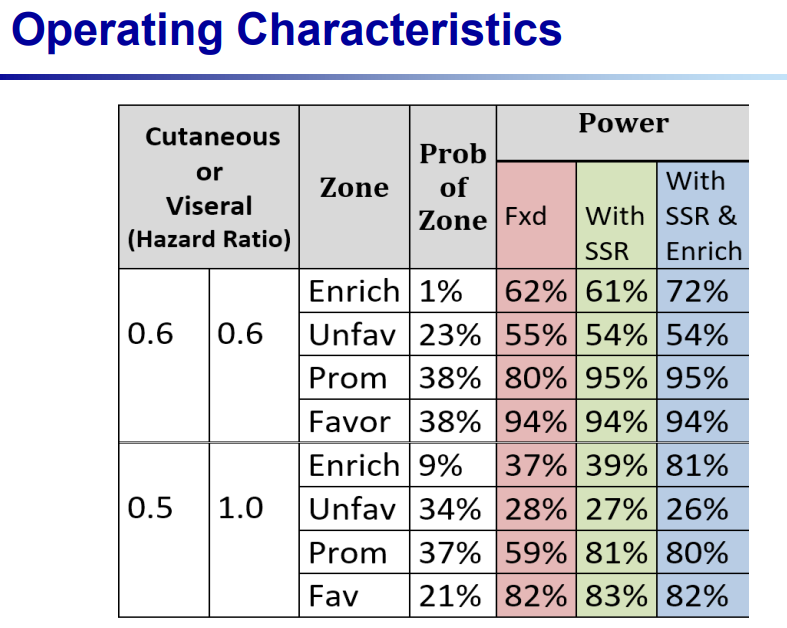 Operating Characteristics
Cutaneous
or
Viseral
(Hazard Ratio)
Zone
Prob
of
Zone
Power
Fxd
With
SSR
With
SSR &
Enrich
0.6 0.6
Enrich 1% 62% 61% 72%
Unfav 23% 55% 54% 54%
Prom 38% 80% 95% 95%
Favor 38% 94% 94% 94%
0.5 1.0
Enrich 9% 37% 39% 81%
Unfav 34% 28% 27% 26%
Prom 37% 59% 81% 80%
Fav 21% 82% 83% 82%